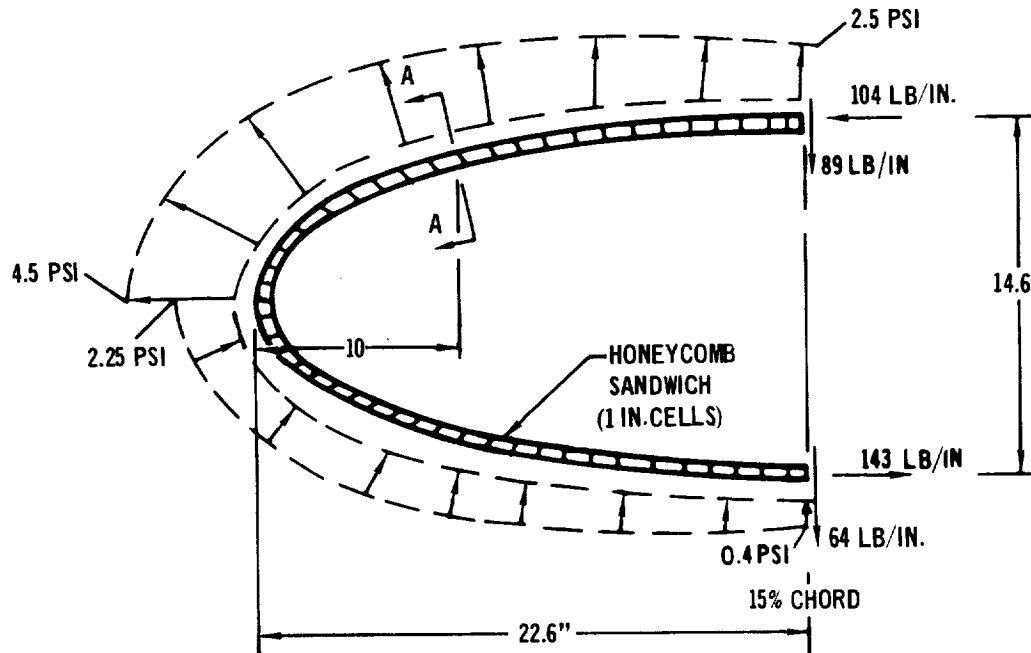 2.5 PSI
A
104 LB/IN.
89 LB/IN
A
4.5 PSI
14.6
2.25 PSI
10
HONEYCOMB
SANDWICH
(1 IN.CELLS)
143 LB/IN
0.4 PSI
64 LB/IN.
15% CHORD
22.6"